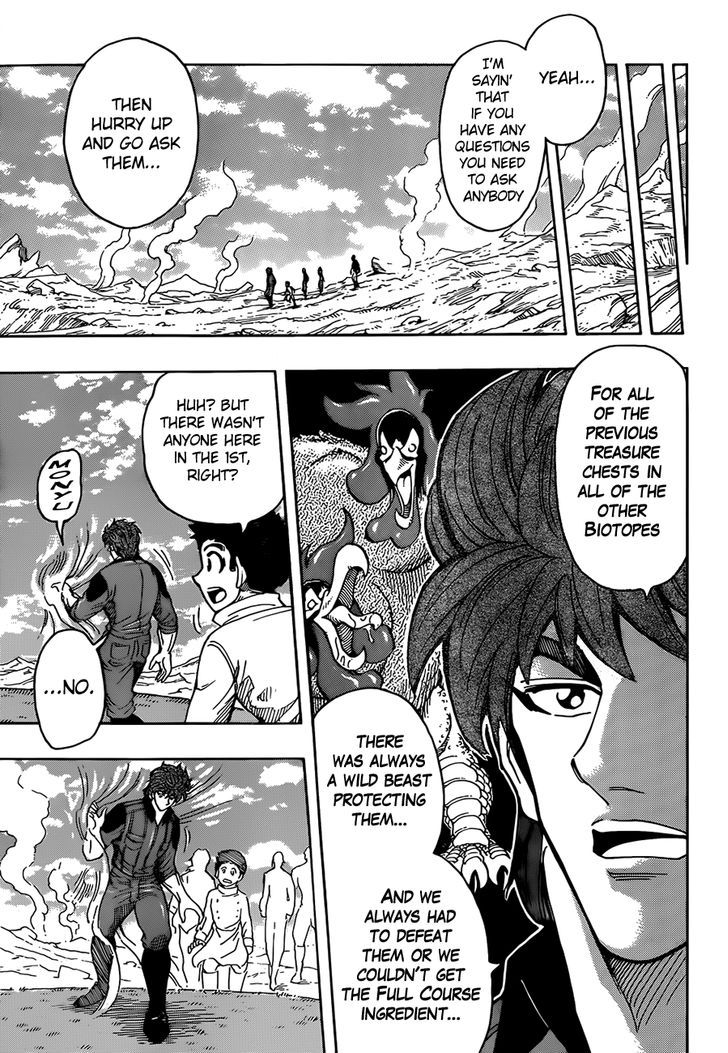 YEAH...
I'M
SAYIN'
THAT
IF YOU
HAVE ANY
QUESTIONS
YOU NEED
TO ASK
ANYBODY
THEN
HURRY UP
AND GO ASK
THEM...
FOR ALL
OF THE
PREVIOUS
TREASURE
CHESTS IN
ALL OF THE
OTHER
BIOTOPES
THERE
WAS ALWAYS
A WILD BEAST
PROTECTING
THEM...
AND WE
ALWAYS HAD
TO DEFEAT
THEM OR WE
COULDN'T GET
THE FULL COURSE
INGREDIENT...
HUH? BUT
THERE WASN'T
ANYONE HERE
IN THE 1ST,
RIGHT?
MONYU
...NO.